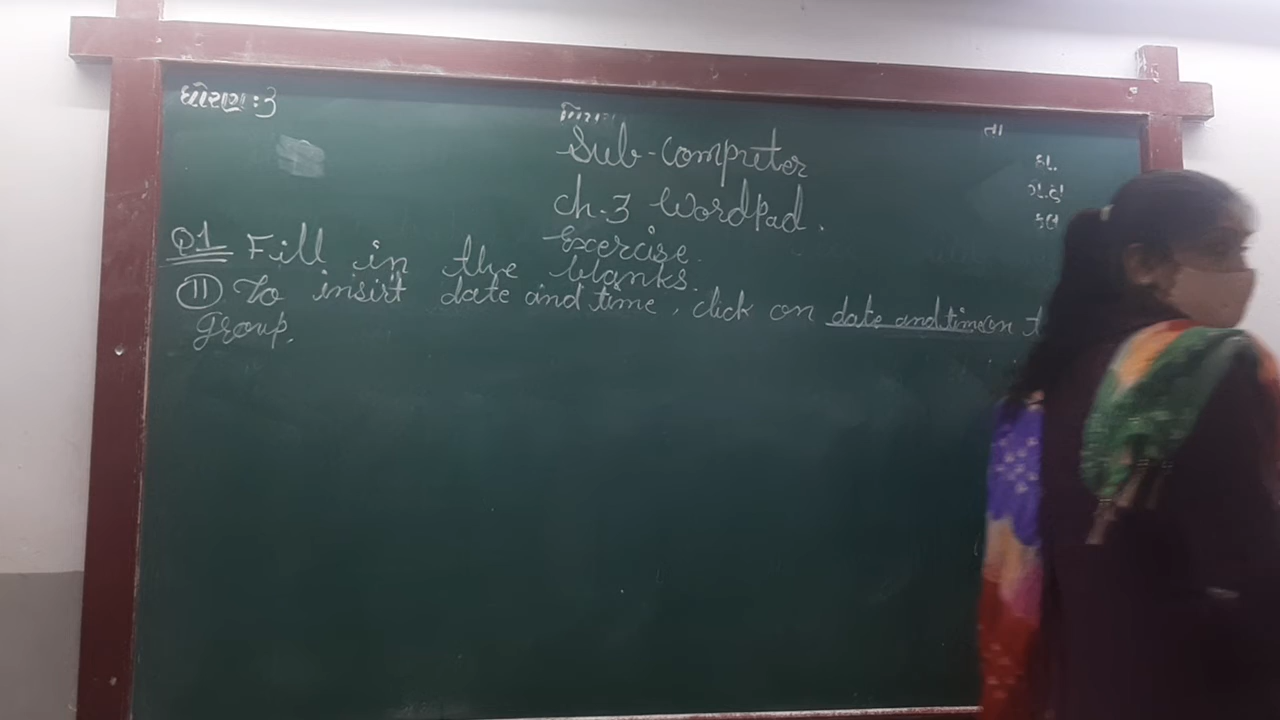 ધોરણ : 3
તા
Sub-Computer
Ch.3 WordPad.
Exercise.
Q1 Fill in the blanks.
11 To insirt date and time, click on date and time on
group.